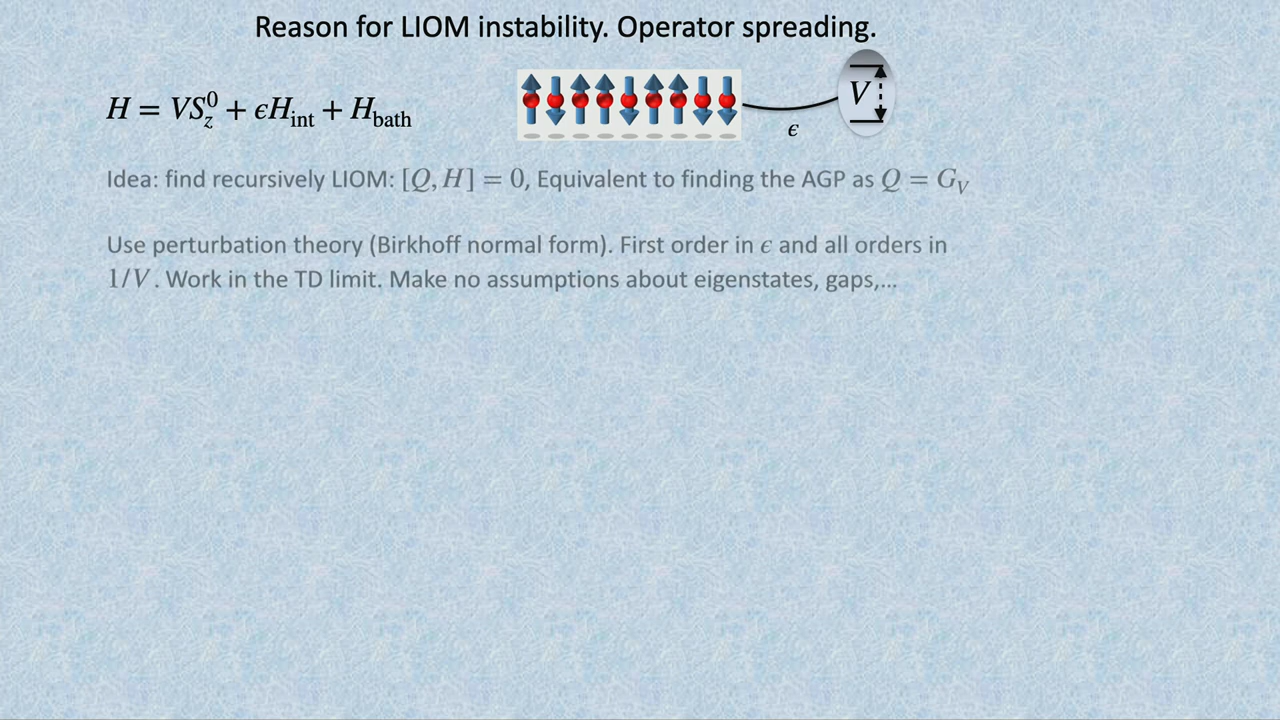 Reason for LIOM instability. Operator spreading.
H = VS_z^0 + ϵH_int + H_bath
V
ϵ
Idea: find recursively LIOM: [Q, H] = 0, Equivalent to finding the AGP as Q = G_V
Use perturbation theory (Birkhoff normal form). First order in ϵ and all orders in
1/V . Work in the TD limit. Make no assumptions about eigenstates, gaps,...